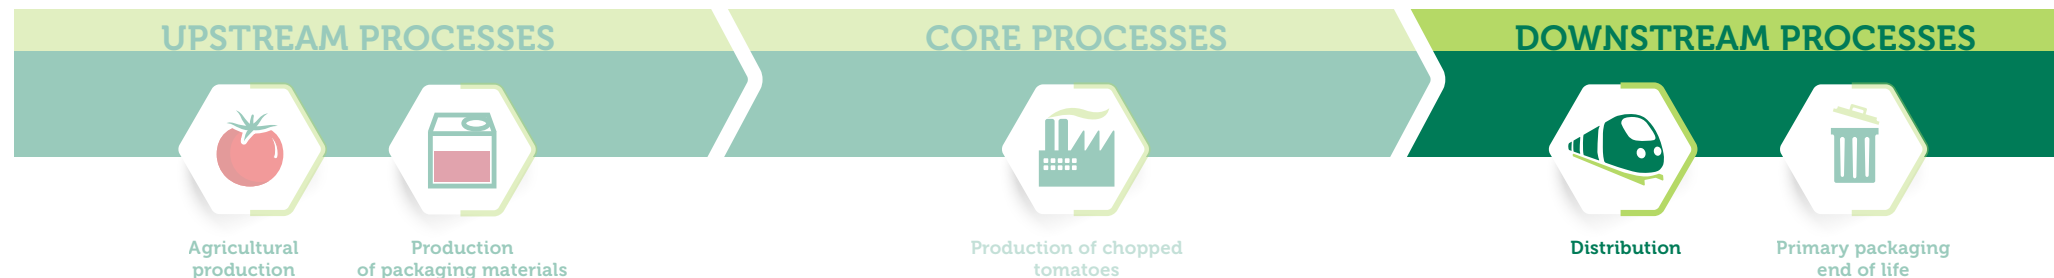 UPSTREAM PROCESSES
CORE PROCESSES
DOWNSTREAM PROCESSES
Agricultural
production
Production
of packaging materials
Production of chopped
tomatoes
Distribution
Primary packaging
end of life